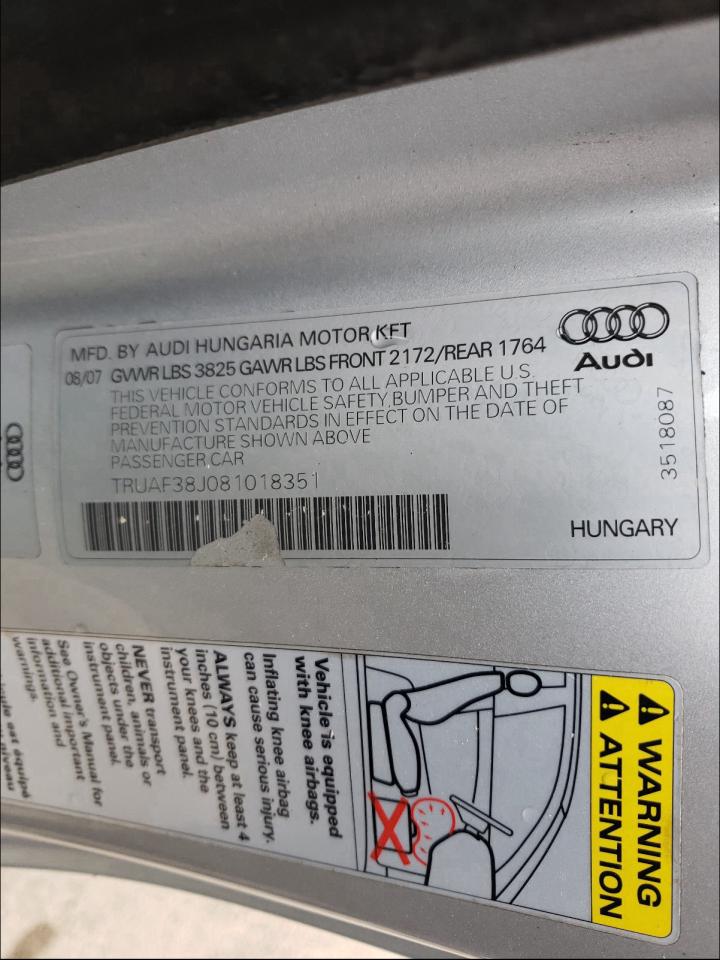 MFD. BY AUDI HUNGARIA MOTOR KFT
08/07 GVWR LBS 3825 GAWR LBS FRONT 2172/REAR 1764
THIS VEHICLE CONFORMS TO ALL APPLICABLE U.S.
FEDERAL MOTOR VEHICLE SAFETY,BUMPER AND THEFT
PREVENTION STANDARDS IN EFFECT ON THE DATE OF
MANUFACTURE SHOWN ABOVE
PASSENGER CAR
TRUAF38J081018351
Audi
3518087
HUNGARY
WARNING
ATTENTION
Vehicle is equipped
with knee airbags.
Inflating knee airbag
can cause serious injury.
ALWAYS keep at least 4
inches (10 cm) between
your knees and the
instrument panel.
NEVER transport
children, animals or
objects under the
instrument panel.
See Owner's Manual for
additional important
information and
warnings.
est équipé
niveau